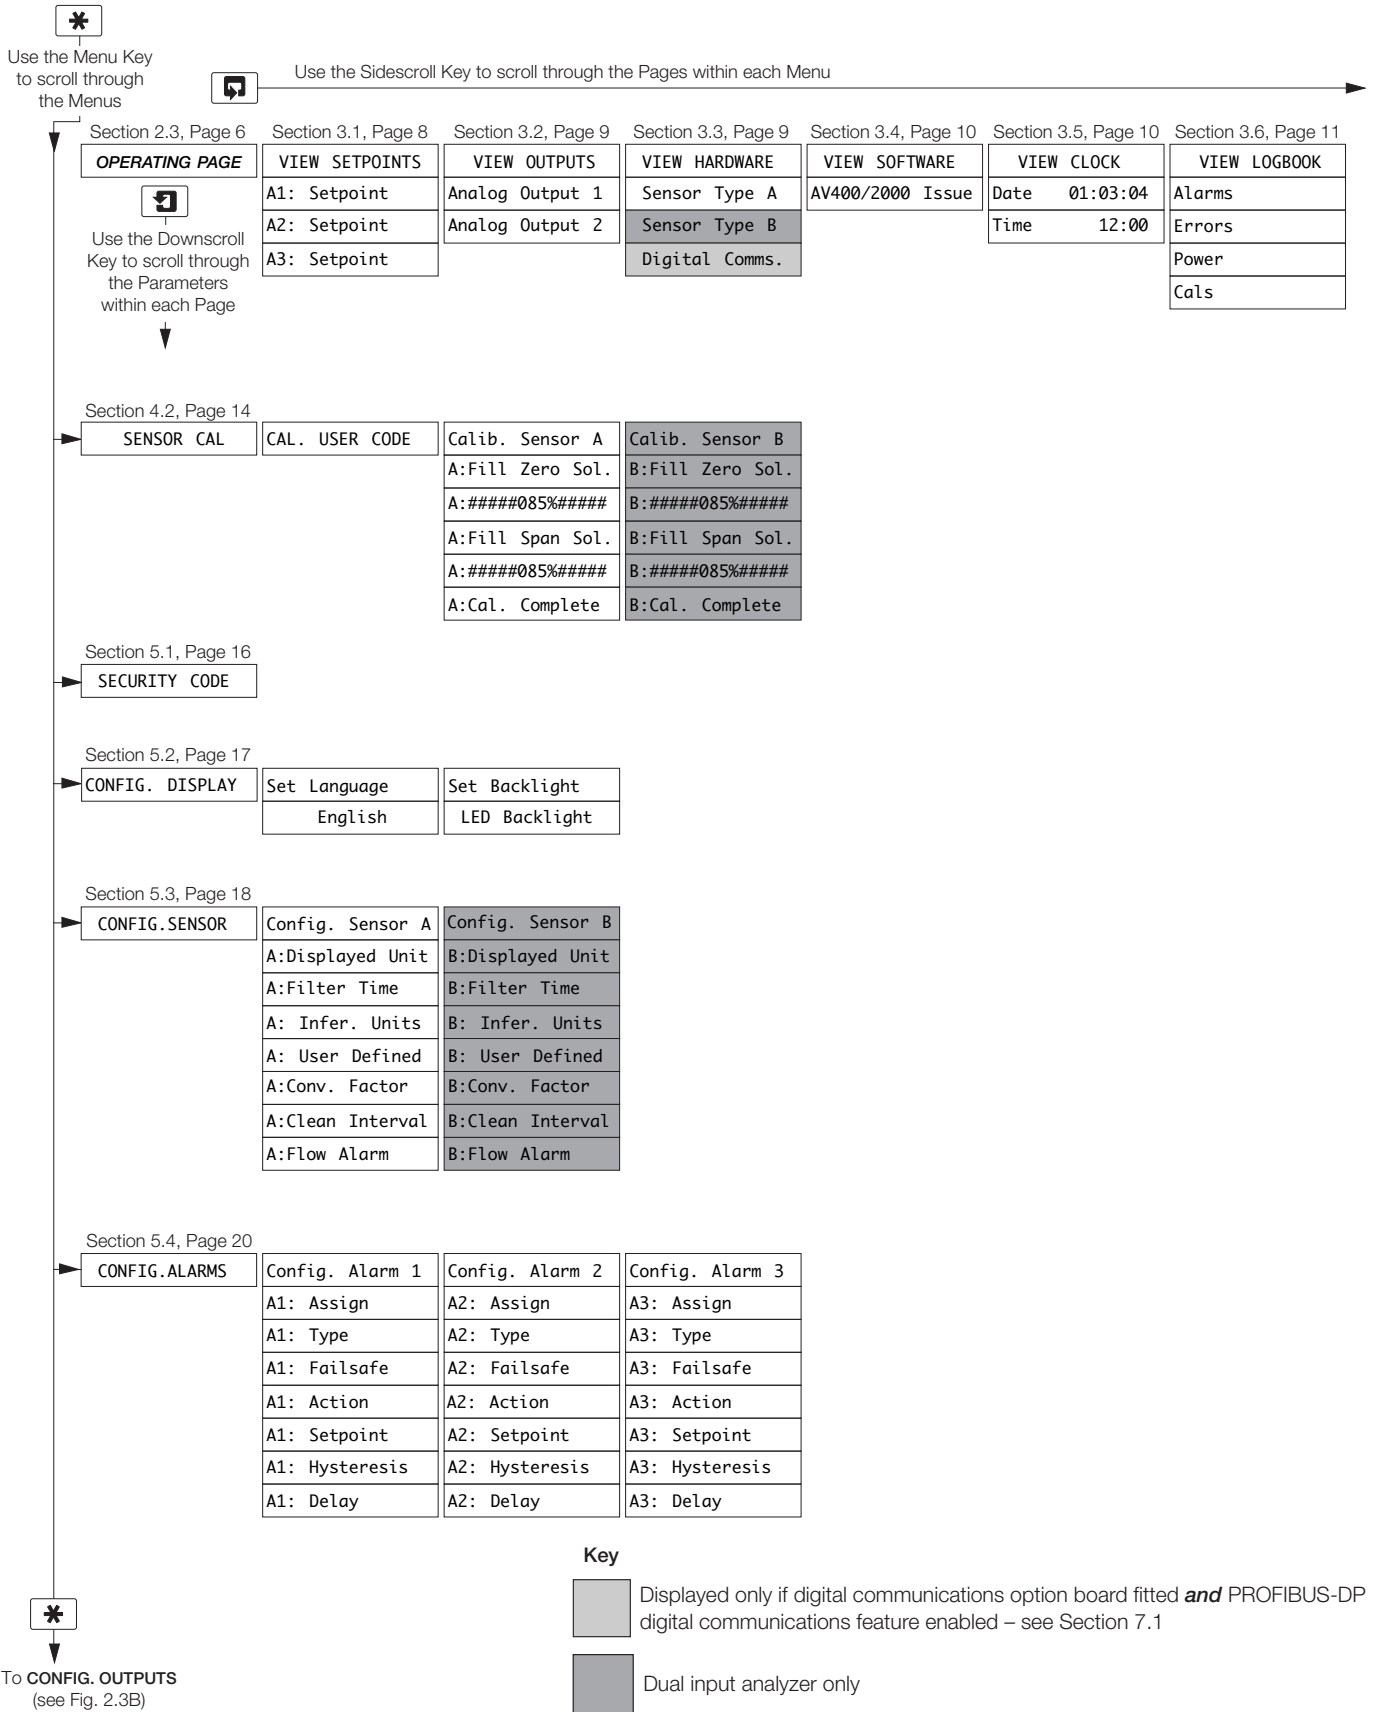 Use the Menu Key
to scroll through
the Menus
Use the Sidescroll Key to scroll through the Pages within each Menu
Section 2.3, Page 6
Section 3.1, Page 8
Section 3.2, Page 9
Section 3.3, Page 9
Section 3.4, Page 10
Section 3.5, Page 10
Section 3.6, Page 11
OPERATING PAGE
VIEW SETPOINTS
VIEW OUTPUTS
VIEW HARDWARE
VIEW SOFTWARE
VIEW CLOCK
VIEW LOGBOOK
Use the Downscroll
Key to scroll through
the Parameters
within each Page
A1: Setpoint
A2: Setpoint
A3: Setpoint
Analog Output 1
Analog Output 2
Sensor Type A
Sensor Type B
Digital Comms.
AV400/2000 Issue
Date 01:03:04
Time 12:00
Alarms
Errors
Power
Cals
Section 4.2, Page 14
SENSOR CAL
CAL. USER CODE
Calib. Sensor A
A:Fill Zero Sol.
A:#####085%#####
A:Fill Span Sol.
A:#####085%#####
A:Cal. Complete
Calib. Sensor B
B:Fill Zero Sol.
B:#####085%#####
B:Fill Span Sol.
B:#####085%#####
B:Cal. Complete
Section 5.1, Page 16
SECURITY CODE
Section 5.2, Page 17
CONFIG. DISPLAY
Set Language
English
Set Backlight
LED Backlight
Section 5.3, Page 18
CONFIG.SENSOR
Config. Sensor A
A:Displayed Unit
A:Filter Time
A: Infer. Units
A: User Defined
A:Conv. Factor
A:Clean Interval
A:Flow Alarm
Config. Sensor B
B:Displayed Unit
B:Filter Time
B: Infer. Units
B: User Defined
B:Conv. Factor
B:Clean Interval
B:Flow Alarm
Section 5.4, Page 20
CONFIG.ALARMS
Config. Alarm 1
A1: Assign
A1: Type
A1: Failsafe
A1: Action
A1: Setpoint
A1: Hysteresis
A1: Delay
Config. Alarm 2
A2: Assign
A2: Type
A2: Failsafe
A2: Action
A2: Setpoint
A2: Hysteresis
A2: Delay
Config. Alarm 3
A3: Assign
A3: Type
A3: Failsafe
A3: Action
A3: Setpoint
A3: Hysteresis
A3: Delay
Key
Displayed only if digital communications option board fitted and PROFIBUS-DP
digital communications feature enabled – see Section 7.1
Dual input analyzer only
To CONFIG. OUTPUTS
(see Fig. 2.3B)